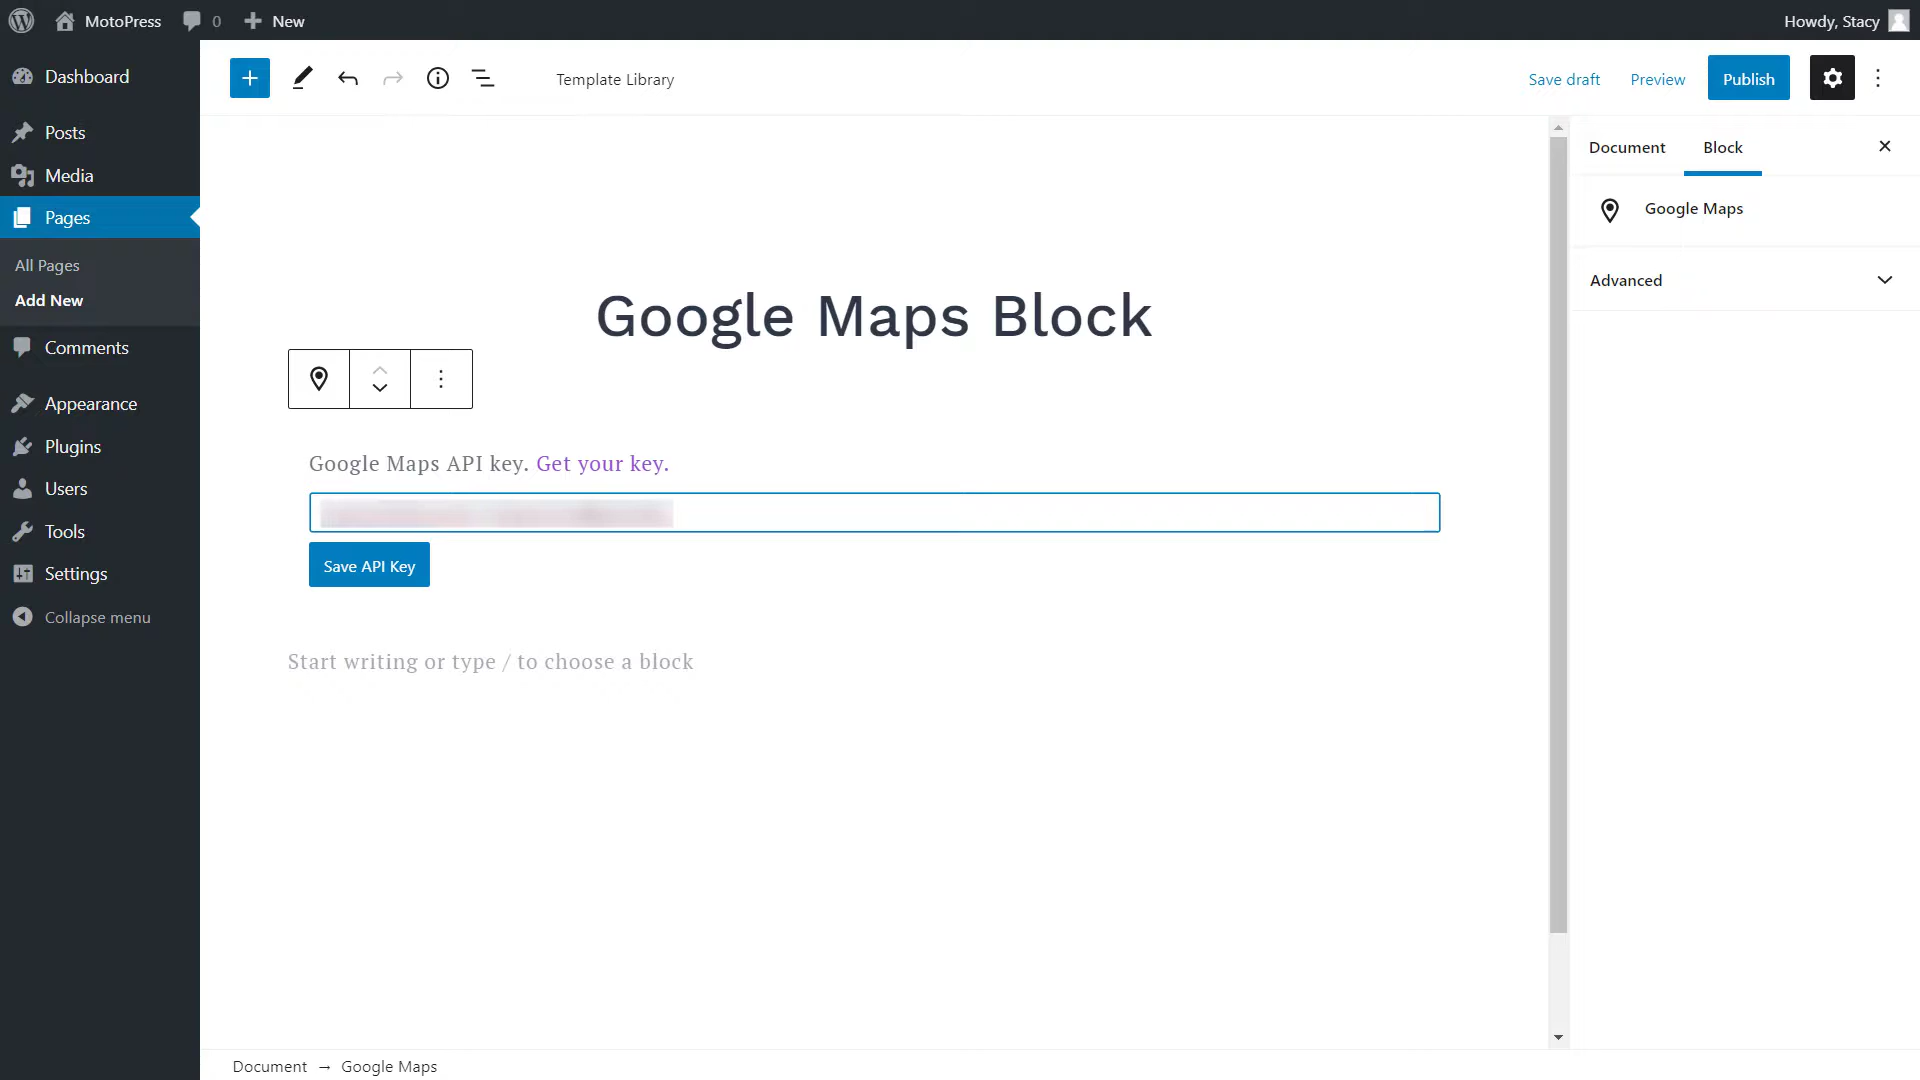 MotoPress 0 New Howdy, Stacy
Dashboard
Posts
Media
Pages
All Pages
Add New
Comments
Appearance
Plugins
Users
Tools
Settings
Collapse menu
Template Library Save draft Preview Publish
Google Maps Block
Google Maps API key. Get your key.
Save API Key
Start writing or type / to choose a block
Document Block
Google Maps
Advanced
Document → Google Maps